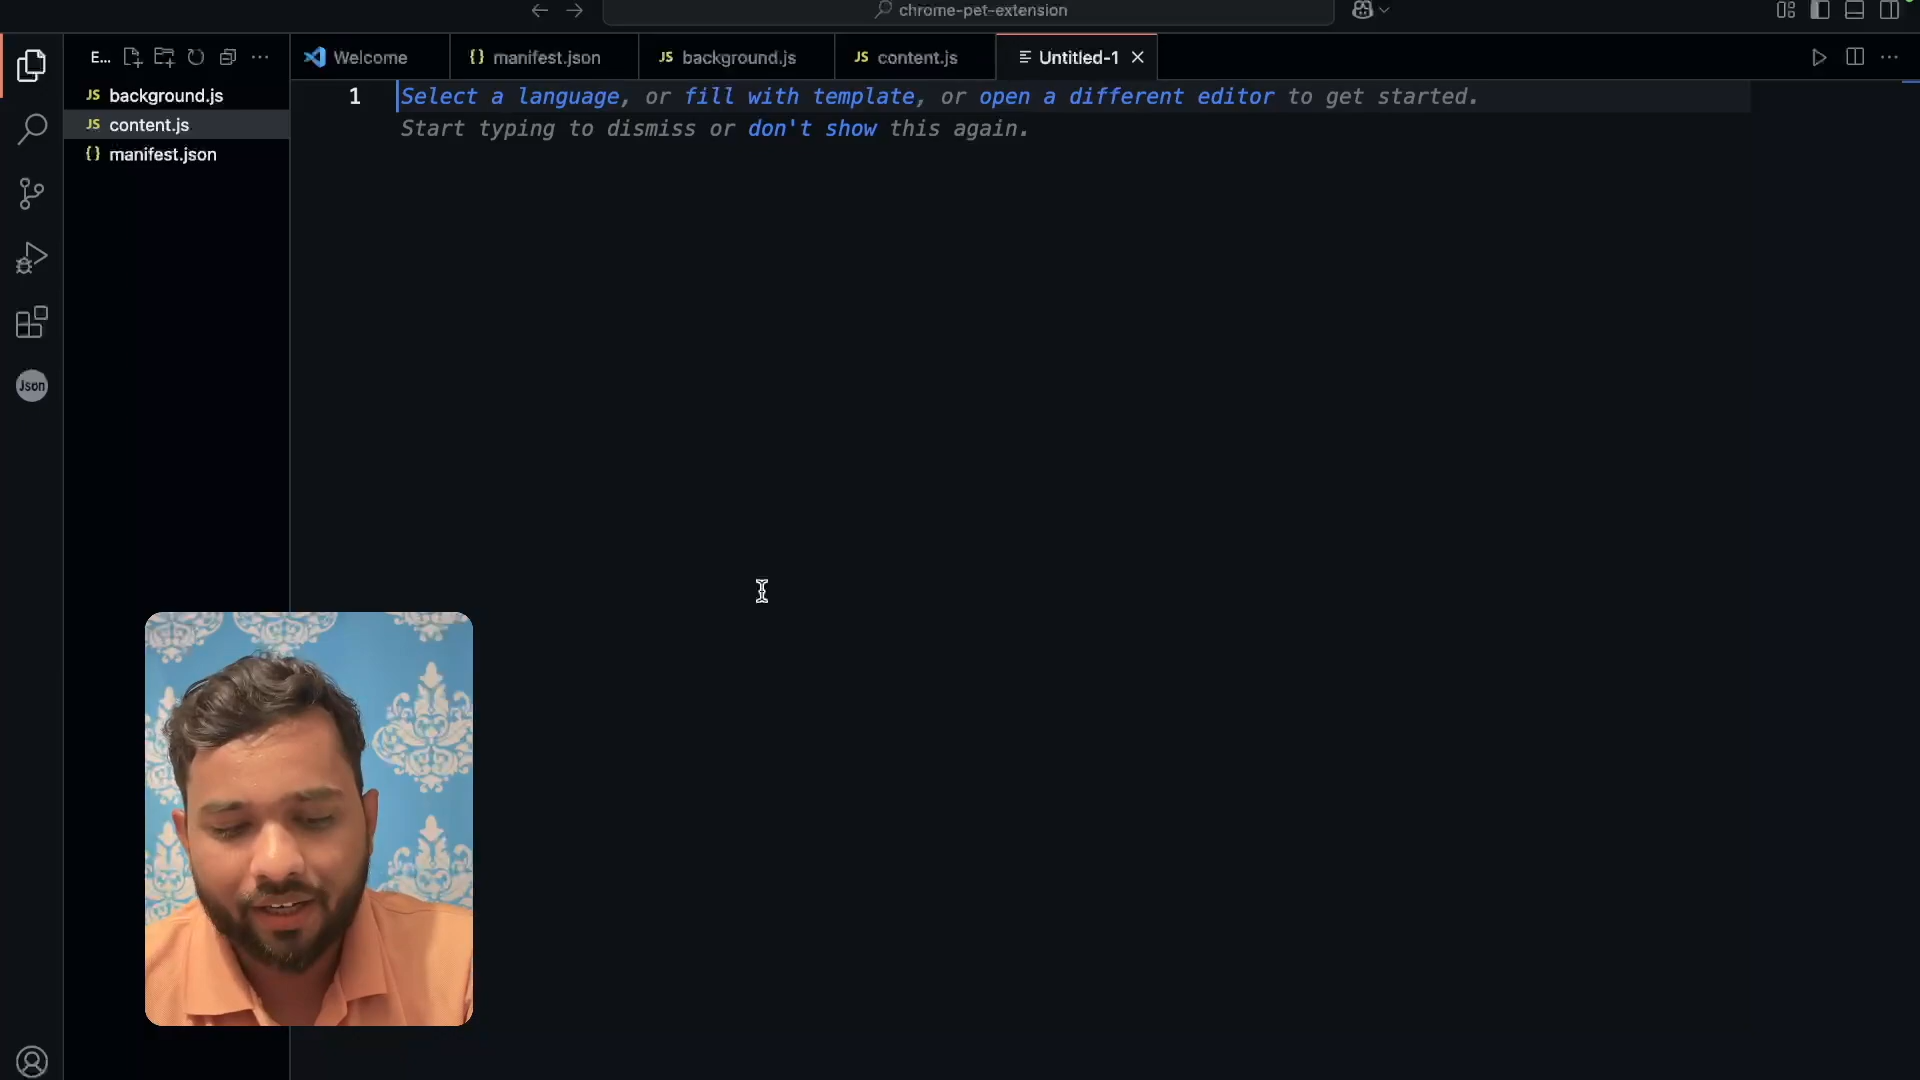 chrome-pet-extension
E...
Welcome
{} manifest.json
JS background.js
JS content.js
Untitled-1
JS background.js
JS content.js
{} manifest.json
1
Select a language, or fill with template, or open a different editor to get started.
Start typing to dismiss or don't show this again.
Json